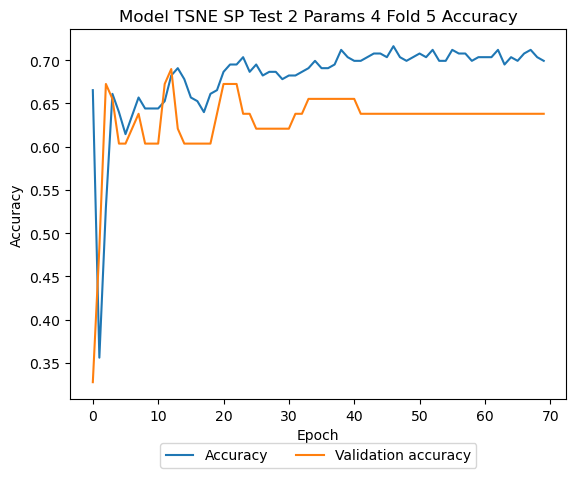 Model TSNE SP Test 2 Params 4 Fold 5 Accuracy
Accuracy
0.70
0.65
0.60
0.55
0.50
0.45
0.40
0.35
0 10 20 30 40 50 60 70
Epoch
Accuracy Validation accuracy